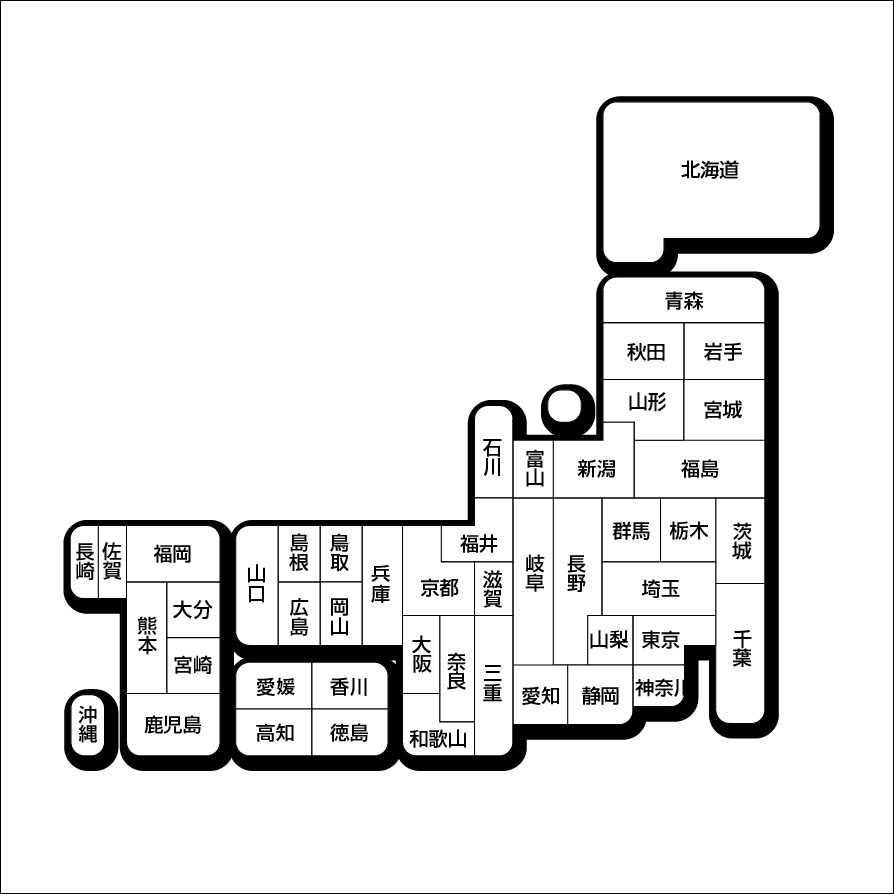 北海道
青森
秋田
岩手
山形
宮城
石川
富山
新潟
福島
長崎
佐賀
福岡
山口
島根
鳥取
兵庫
福井
岐阜
長野
群馬
栃木
茨城
熊本
大分
広島
岡山
京都
滋賀
埼玉
宮崎
大阪
奈良
三重
山梨
東京
千葉
愛媛
香川
愛知
静岡
神奈川
沖縄
鹿児島
高知
徳島
和歌山